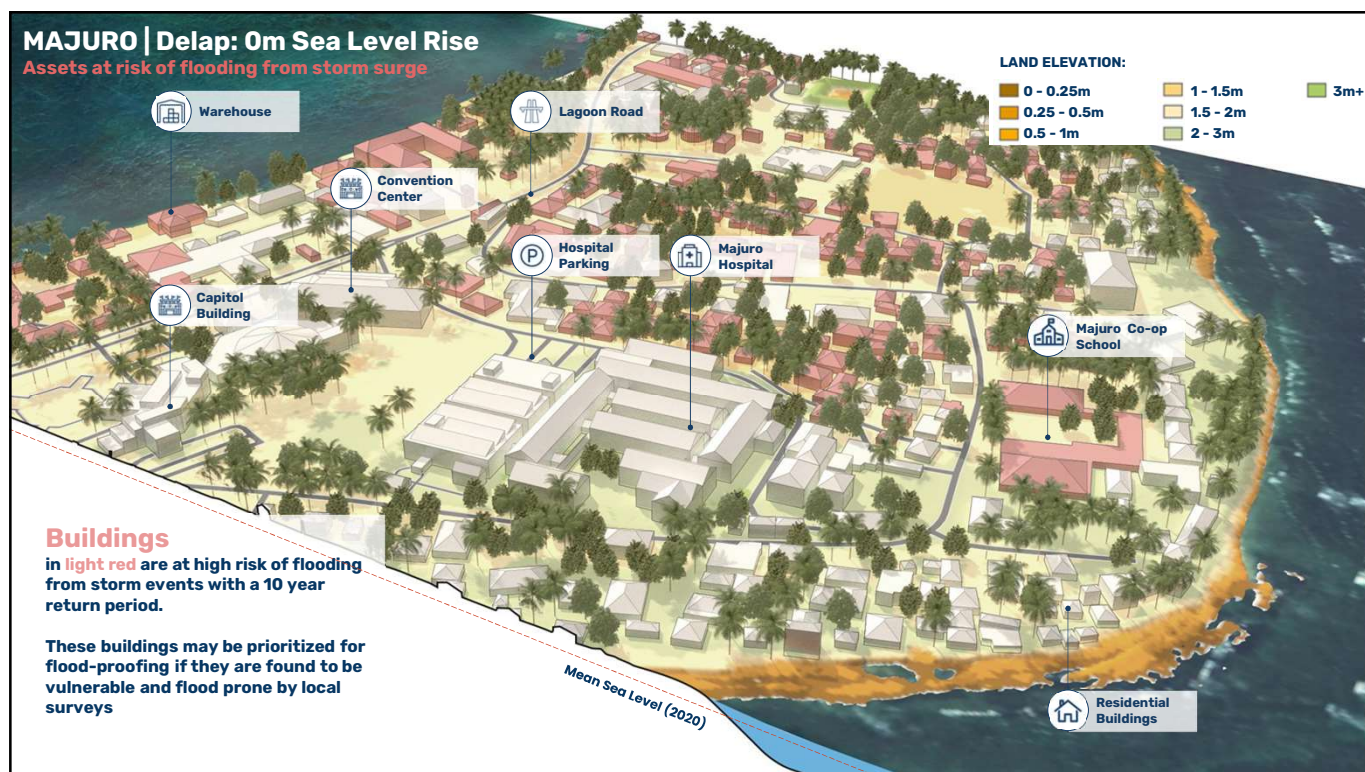 MAJURO | Delap: 0m Sea Level Rise
Assets at risk of flooding from storm surge
LAND ELEVATION:
0 - 0.25m
0.25 - 0.5m
0.5 - 1m
1 - 1.5m
1.5 - 2m
2 - 3m
3m+
Warehouse
Lagoon Road
Convention
Center
Hospital
Parking
P
Majuro
Hospital
Capitol
Building
Majuro Co-op
School
Buildings
in light red are at high risk of flooding
from storm events with a 10 year
return period.
These buildings may be prioritized for
flood-proofing if they are found to be
vulnerable and flood prone by local
surveys
Mean Sea Level (2020)
Residential
Buildings